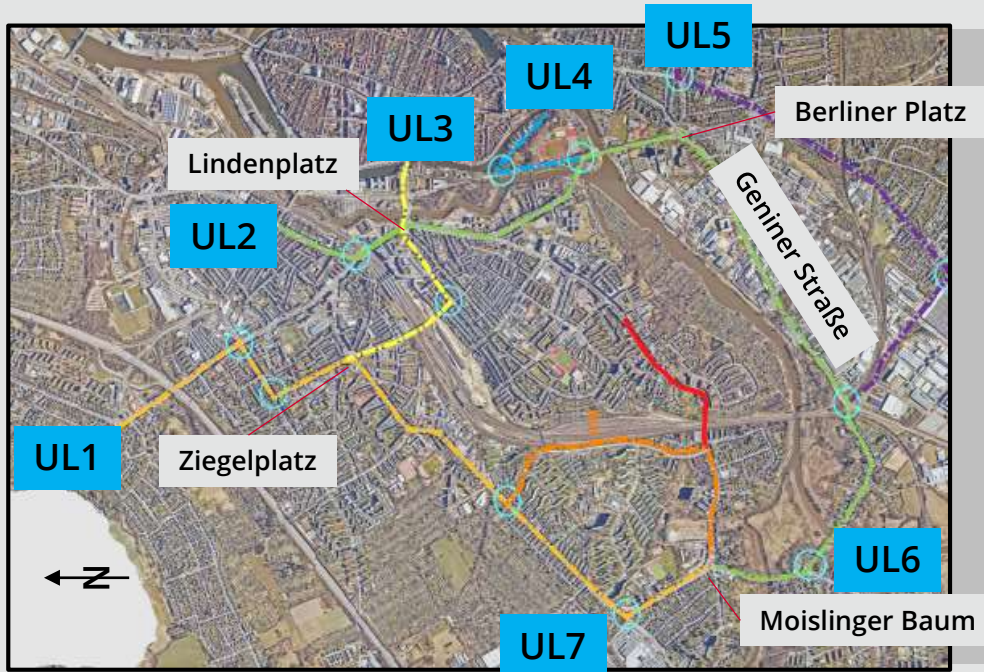 UL5
UL4
Berliner Platz
UL3
Lindenplatz
Geniner Straße
UL2
UL1
Ziegelplatz
N
UL6
Moislinger Baum
UL7